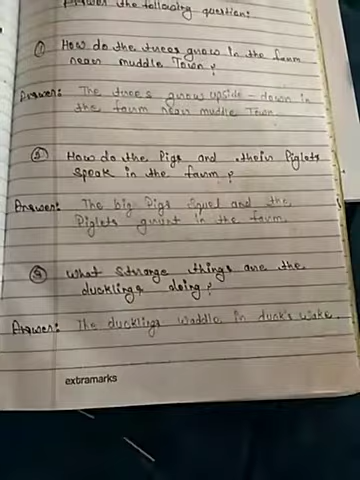 Answer the following question:
① How do the trees grow in the farm
near muddle Town?
Answer: The trees grow upside-down in
the farm near muddle Town
② How do the Pigs and their Piglets
speak in the farm?
Answer: The big Pigs squel and the
Piglets grunt in the farm.
③ What strange things are the
ducklings doing?
Answer: The ducklings waddle in dunk's wake.
extramarks